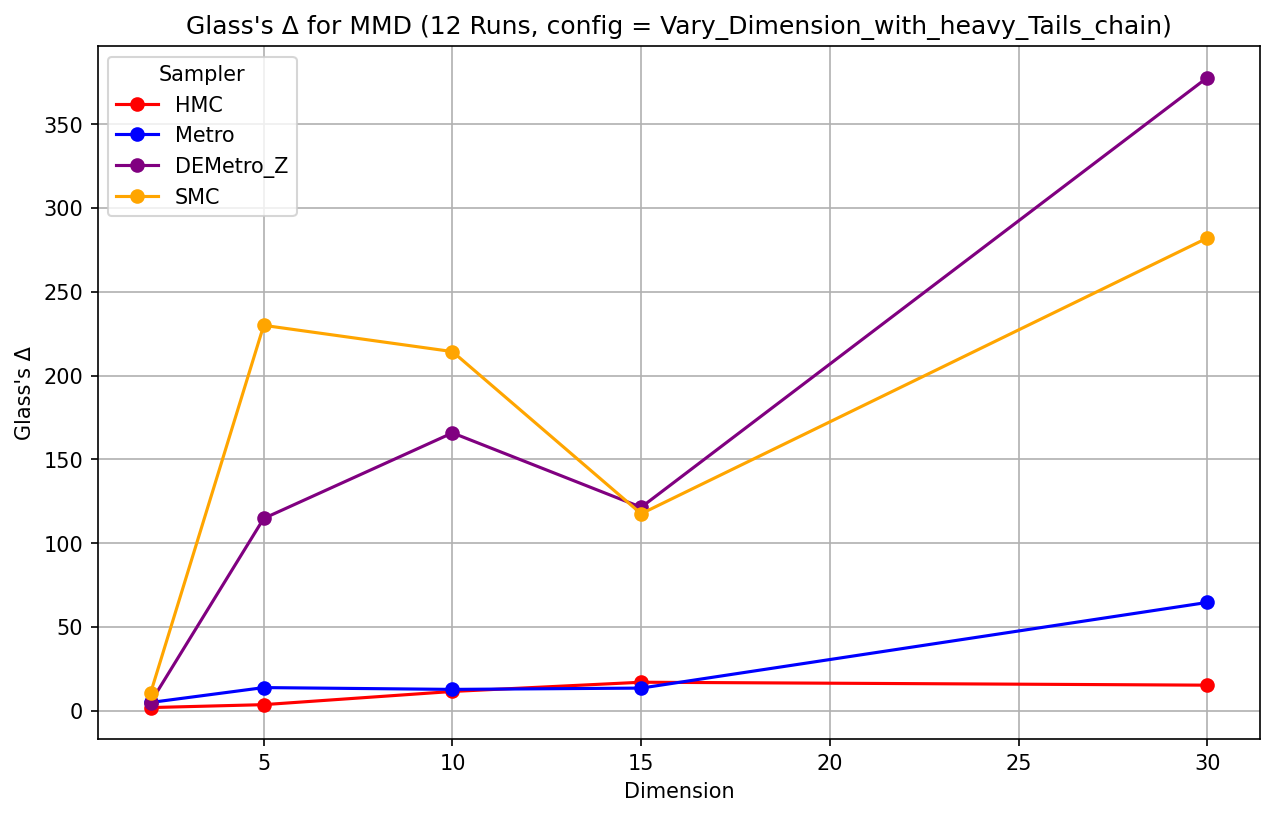 Glass's Δ for MMD (12 Runs, config = Vary_Dimension_with_heavy_Tails_chain)
Sampler
HMC
Metro
DEMetro_Z
SMC
Glass's Δ
350
300
250
200
150
100
50
0
5 10 15 20 25 30
Dimension